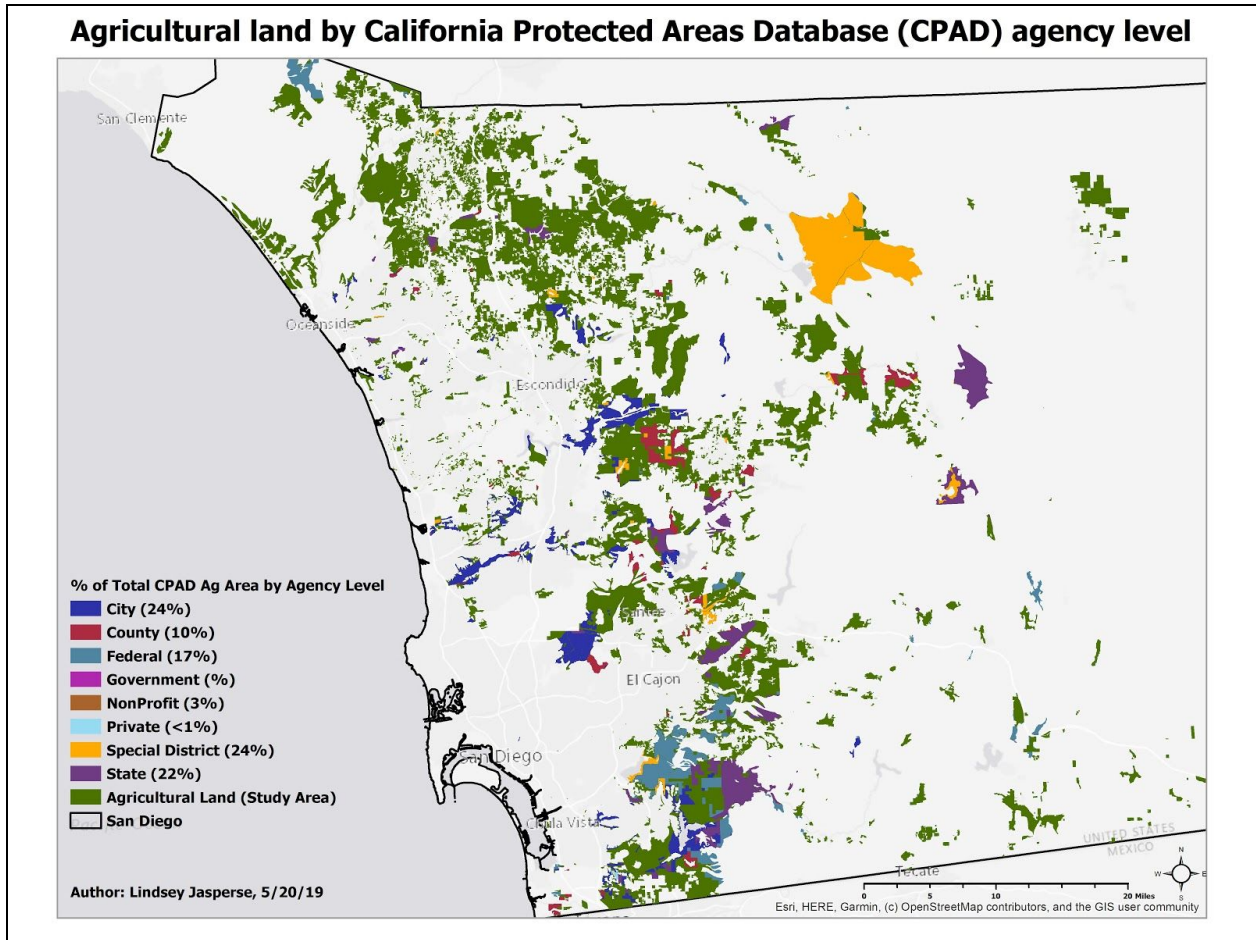 Agricultural land by California Protected Areas Database (CPAD) agency level
San Clemente
Oceanside
Escondido
Santee
El Cajon
San Diego
Chula Vista
UNITED STATES
MEXICO
Tecate
% of Total CPAD Ag Area by Agency Level
City (24%)
County (10%)
Federal (17%)
Government (%)
NonProfit (3%)
Private (<1%)
Special District (24%)
State (22%)
Agricultural Land (Study Area)
San Diego
Author: Lindsey Jasperse, 5/20/19
N
W E
S
0 5 10 20 Miles
Esri, HERE, Garmin, (c) OpenStreetMap contributors, and the GIS user community